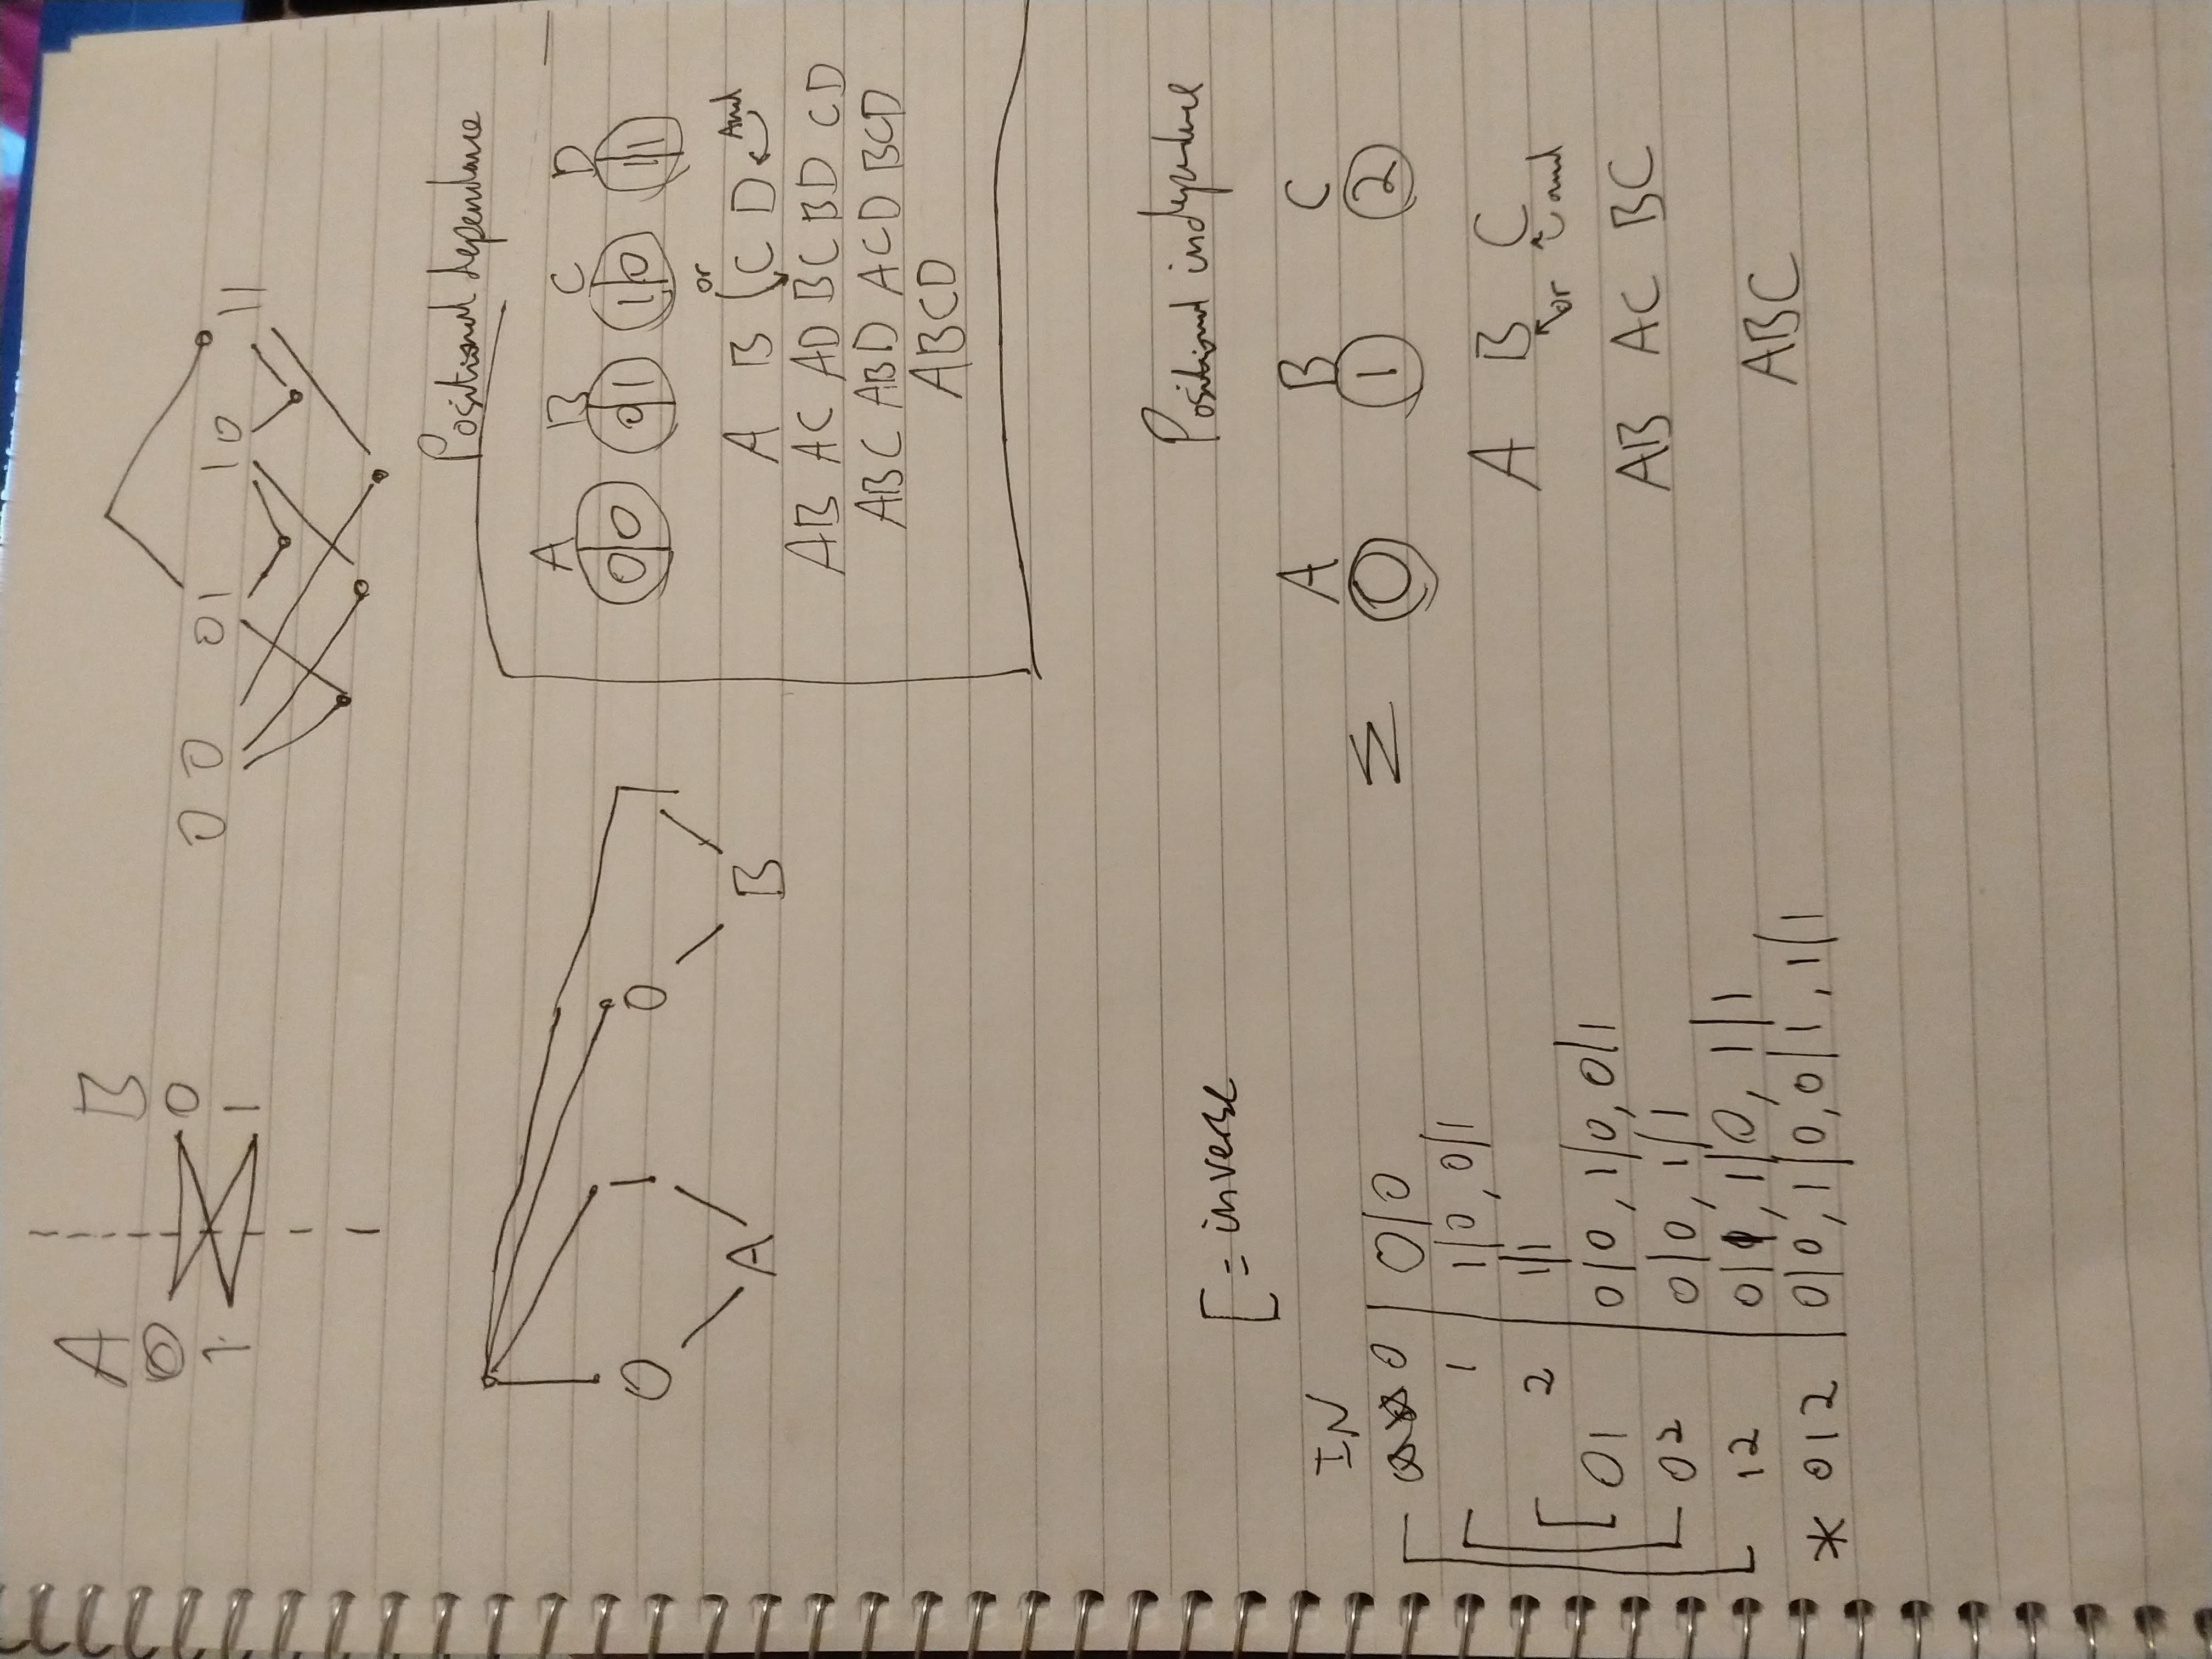 A B
0 0
1 1
0 0 01 10 11
0 1 0
A B
Positional dependance
A B C D
0|0 0|1 1|0 1|1
or
A B C D And
AB AC AD BC BD CD
ABC ABD ACD BCD
ABCD
[ = inverse
IN
0 | 0|0
1 | 1|0, 0|1
2 | 1|1
01 | 0|0, 1|0, 0|1
02 | 0|0, 1|1
12 | 0|1, 1|0, 1|1
* 012 | 0|0, 1|0, 0|1, 1|1
Positional independence
A B C
Σ 0 1 2
A B C
or and
AB AC BC
ABC